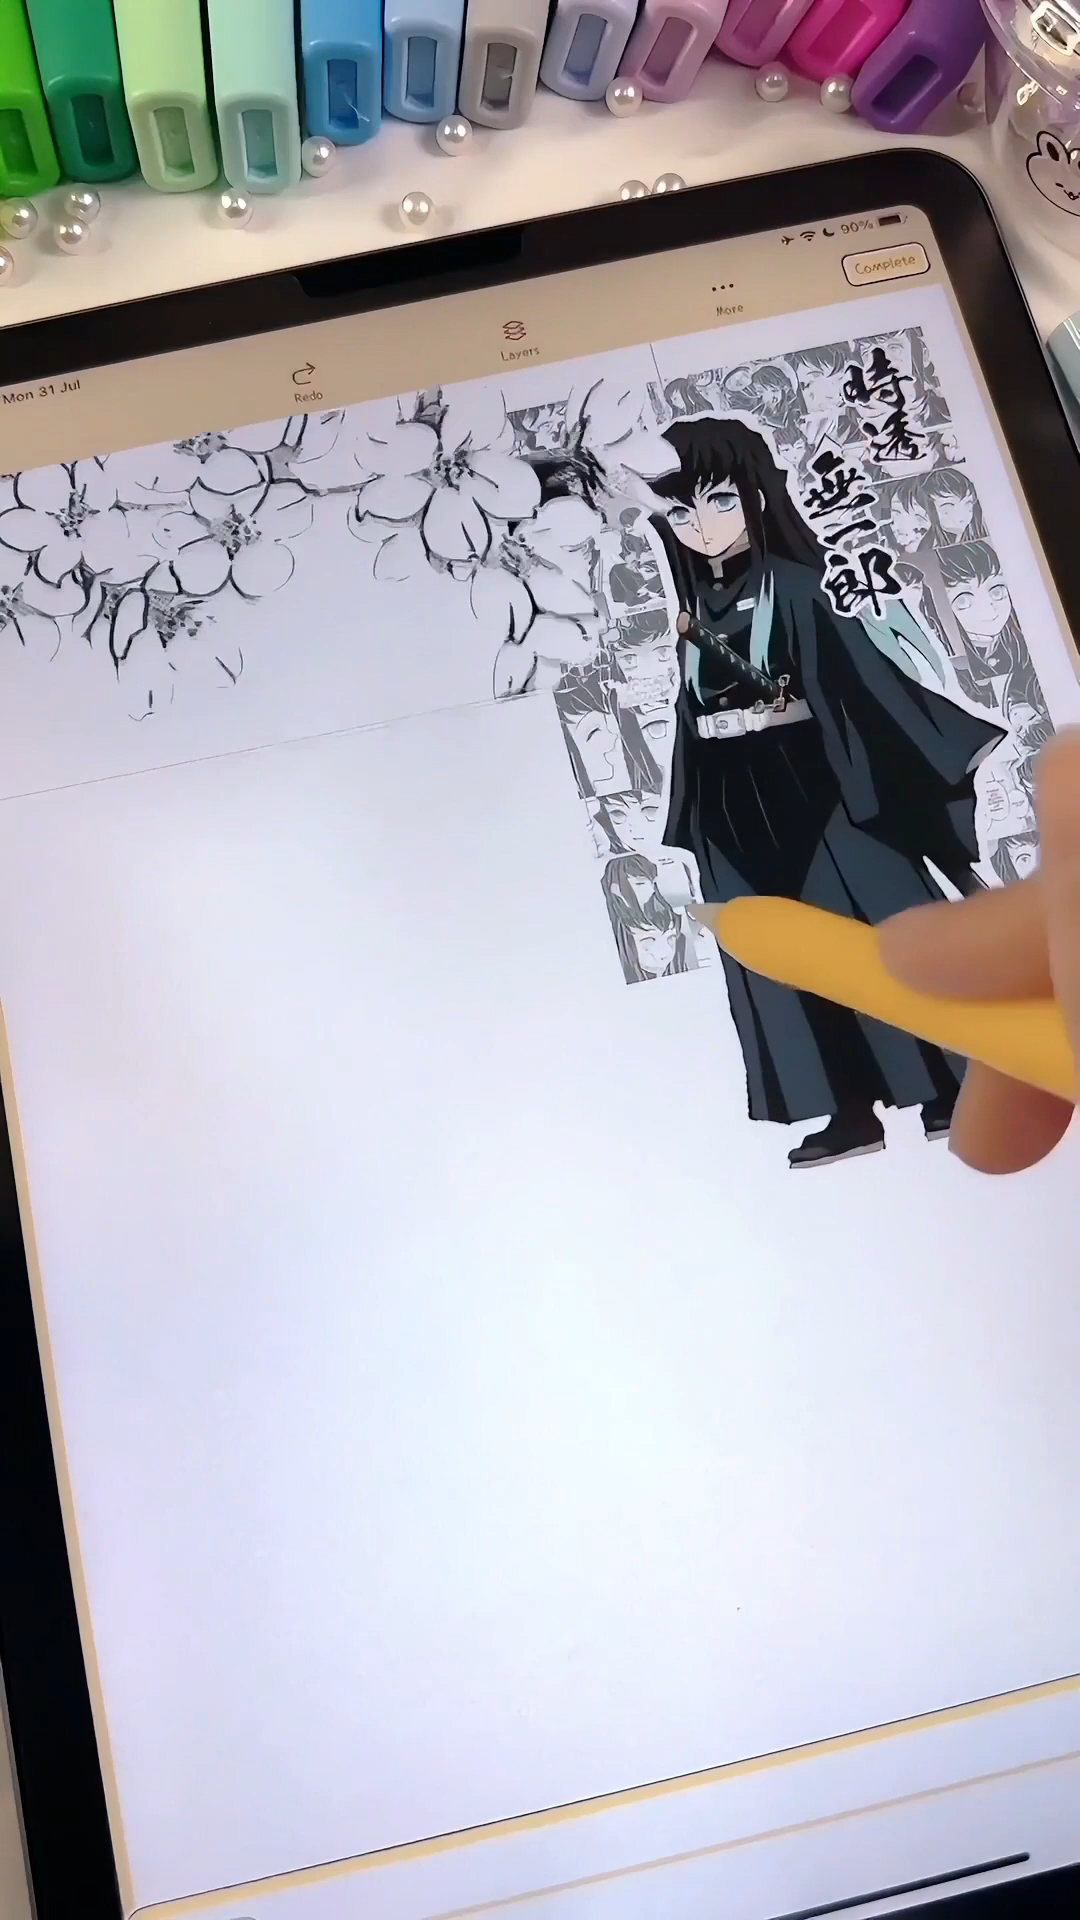 90%
Complete
More
Layers
Mon 31 Jul
Redo
時透
無一郎